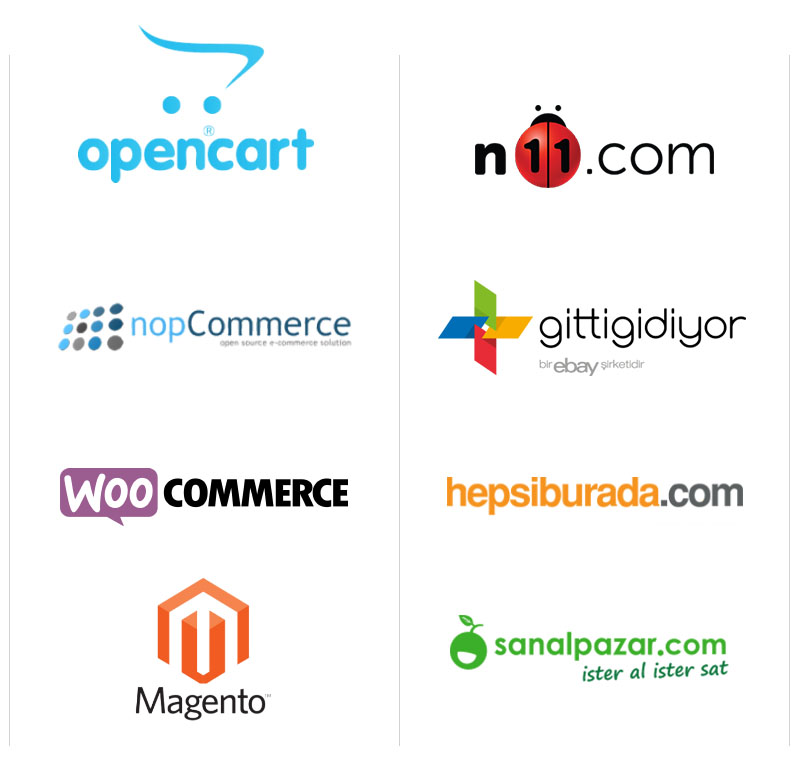 opencart®
n11.com
nopCommerce
open source e-commerce solution
gittigidiyor
bir ebay şirketidir
WOO COMMERCE
hepsiburada.com
Magento™
sanalpazar.com
ister al ister sat